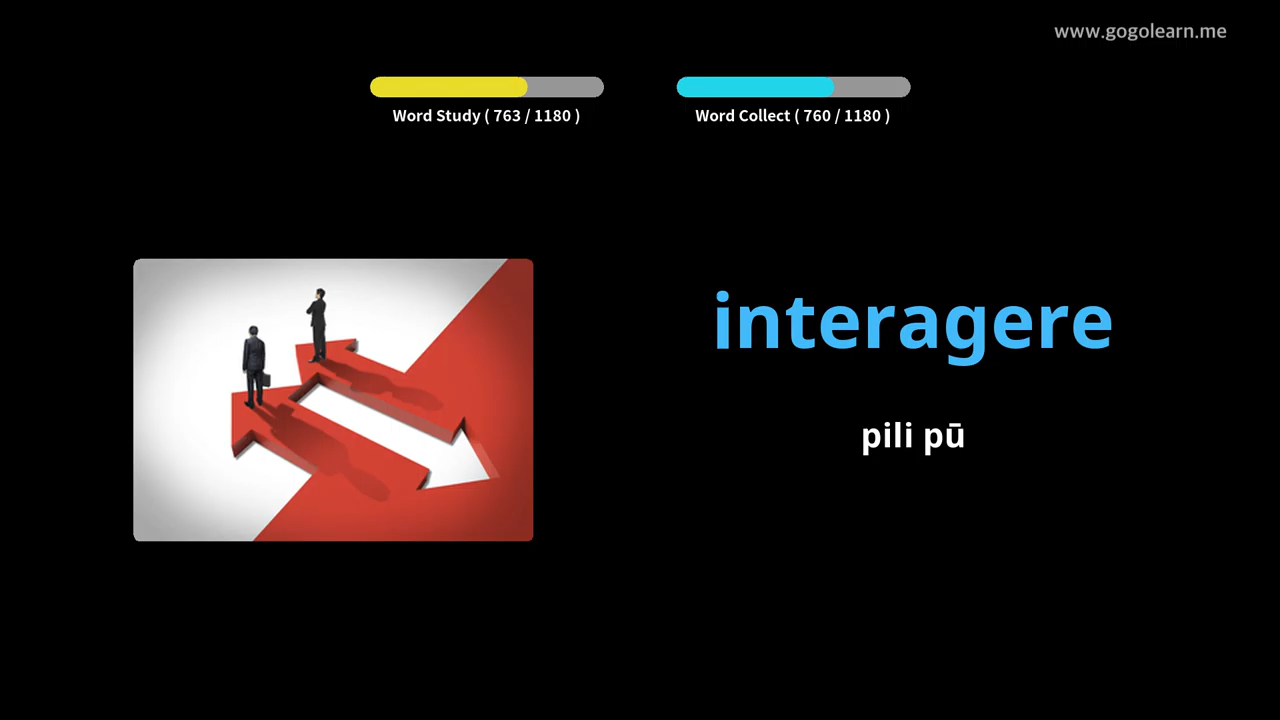 www.gogolearn.me
Word Study ( 763 / 1180 )
Word Collect ( 760 / 1180 )
interagere
pili pū